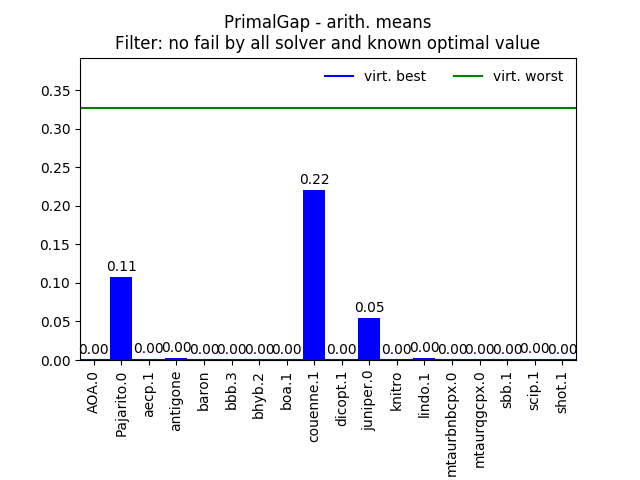 PrimalGap - arith. means
Filter: no fail by all solver and known optimal value
virt. best
virt. worst
0.35
0.30
0.25
0.20
0.15
0.10
0.05
0.00
0.00
0.11
0.00
0.00
0.00
0.00
0.00
0.00
0.22
0.00
0.05
0.00
0.00
0.00
0.00
0.00
0.00
0.00
AOA.0
Pajarito.0
aecp.1
antigone
baron
bbb.3
bhyb.2
boa.1
couenne.1
dicopt.1
juniper.0
knitro
lindo.1
mtaurbnbcpx.0
mtaurqgcpx.0
sbb.1
scip.1
shot.1